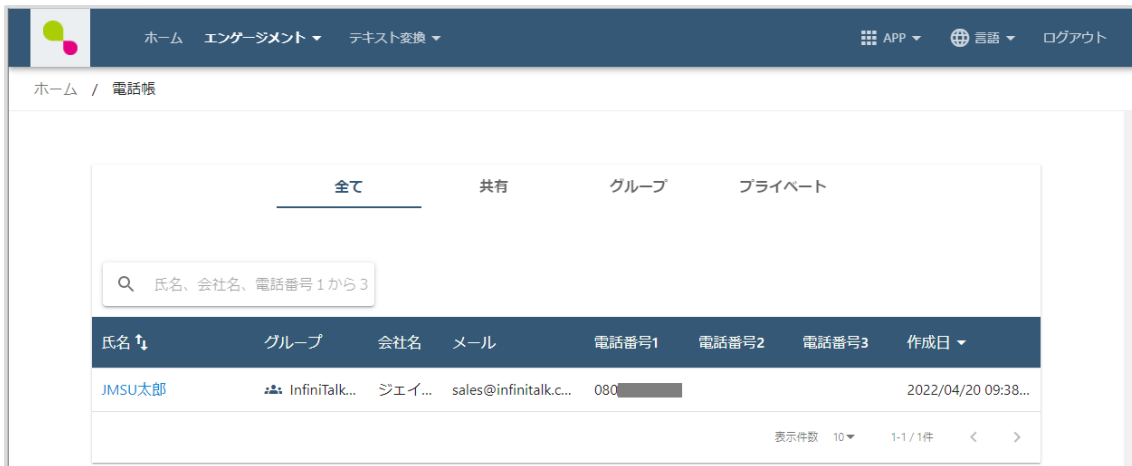 ホーム エンゲージメント テキスト変換 APP 言語 ログアウト
ホーム / 電話帳
全て 共有 グループ プライベート
氏名、会社名、電話番号１から３
氏名 グループ 会社名 メール 電話番号1 電話番号2 電話番号3 作成日
JMSU太郎 InfiniTalk... ジエイ... sales@infinitalk.c... 080 2022/04/20 09:38...
表示件数 10 1-1 / 1件